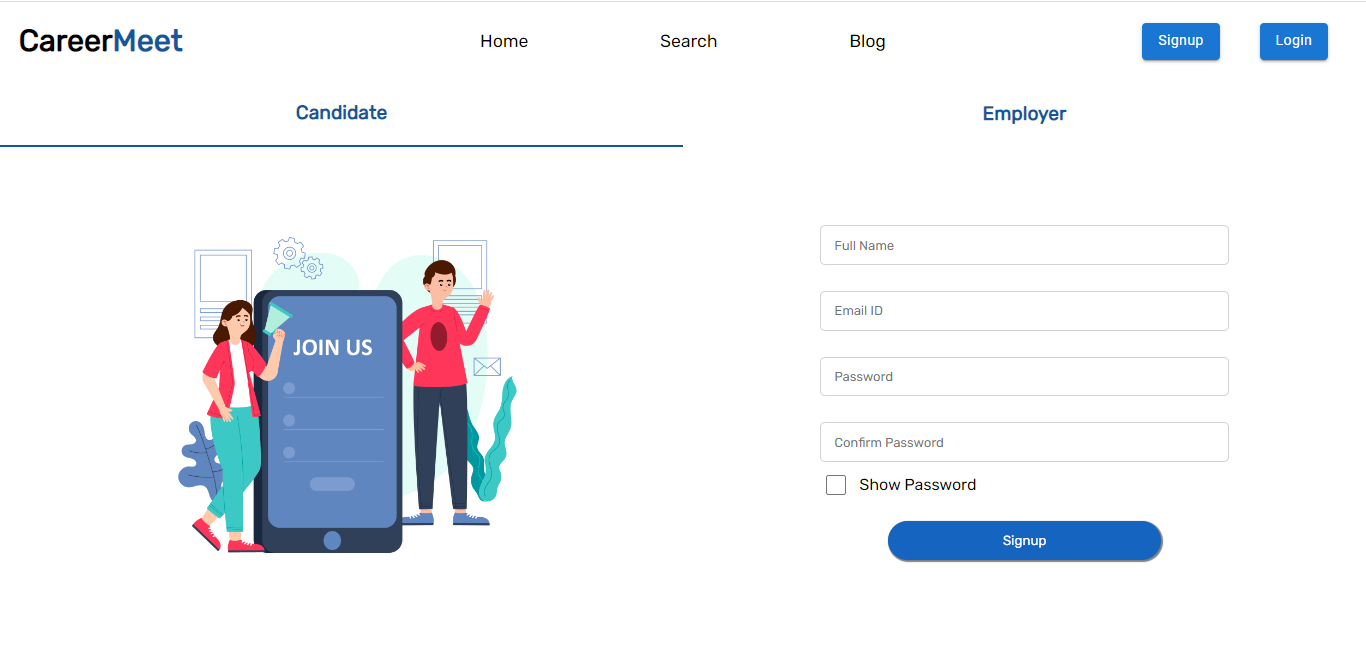 CareerMeet Home Search Blog Signup Login
Candidate Employer
JOIN US
Full Name
Email ID
Password
Confirm Password
Show Password
Signup